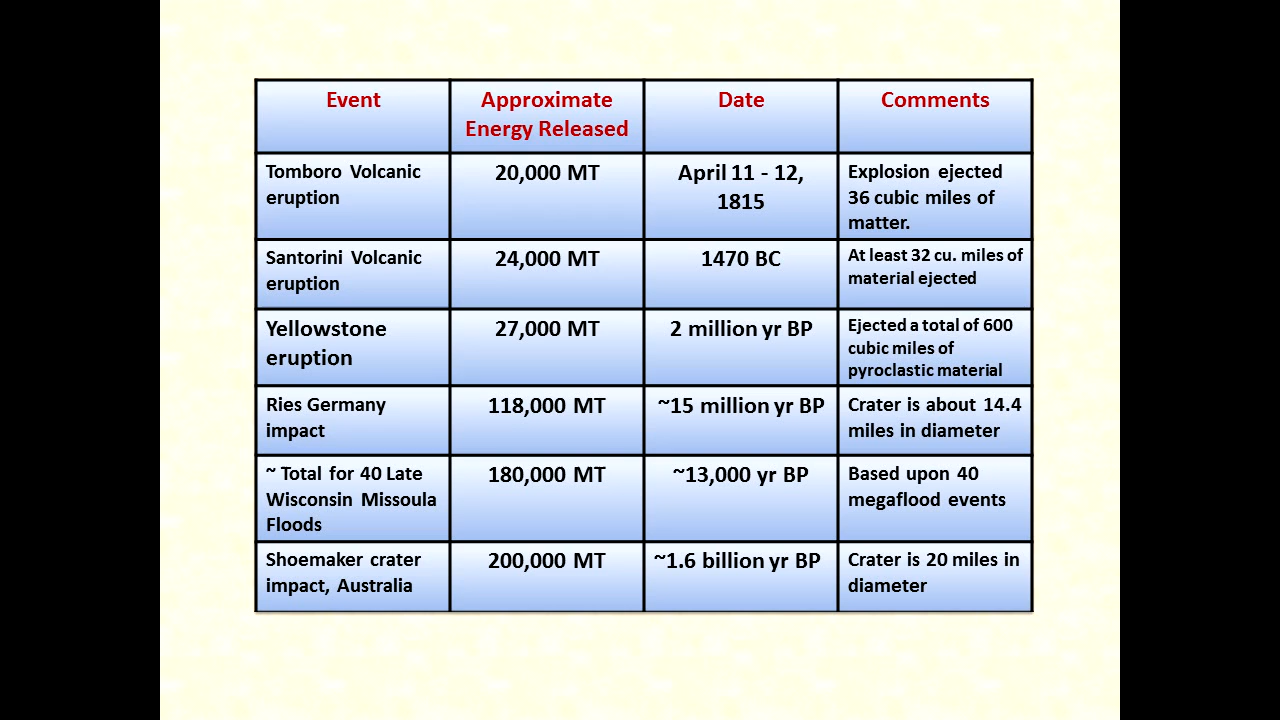 Event
Approximate
Energy Released
Date
Comments
Tomboro Volcanic
eruption
20,000 MT
April 11 - 12,
1815
Explosion ejected
36 cubic miles of
matter.
Santorini Volcanic
eruption
24,000 MT
1470 BC
At least 32 cu. miles of
material ejected
Yellowstone
eruption
27,000 MT
2 million yr BP
Ejected a total of 600
cubic miles of
pyroclastic material
Ries Germany
impact
118,000 MT
~15 million yr BP
Crater is about 14.4
miles in diameter
~ Total for 40 Late
Wisconsin Missoula
Floods
180,000 MT
~13,000 yr BP
Based upon 40
megaflood events
Shoemaker crater
impact, Australia
200,000 MT
~1.6 billion yr BP
Crater is 20 miles in
diameter